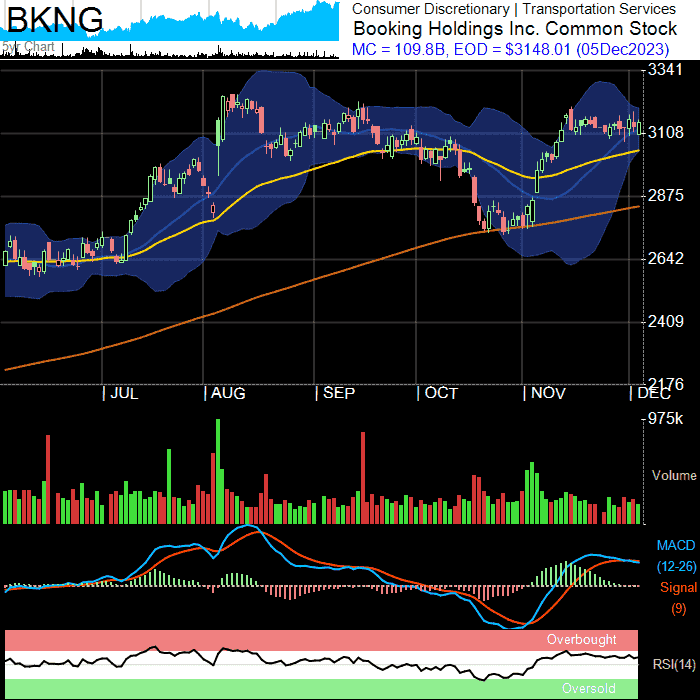 BKNG
5yr Chart
Consumer Discretionary | Transportation Services
Booking Holdings Inc. Common Stock
MC = 109.8B, EOD = $3148.01 (05Dec2023)
3341
3108
2875
2642
2409
2176
| JUL | AUG | SEP | OCT | NOV | DEC
975k
Volume
MACD
(12-26)
Signal
(9)
Overbought
RSI(14)
Oversold